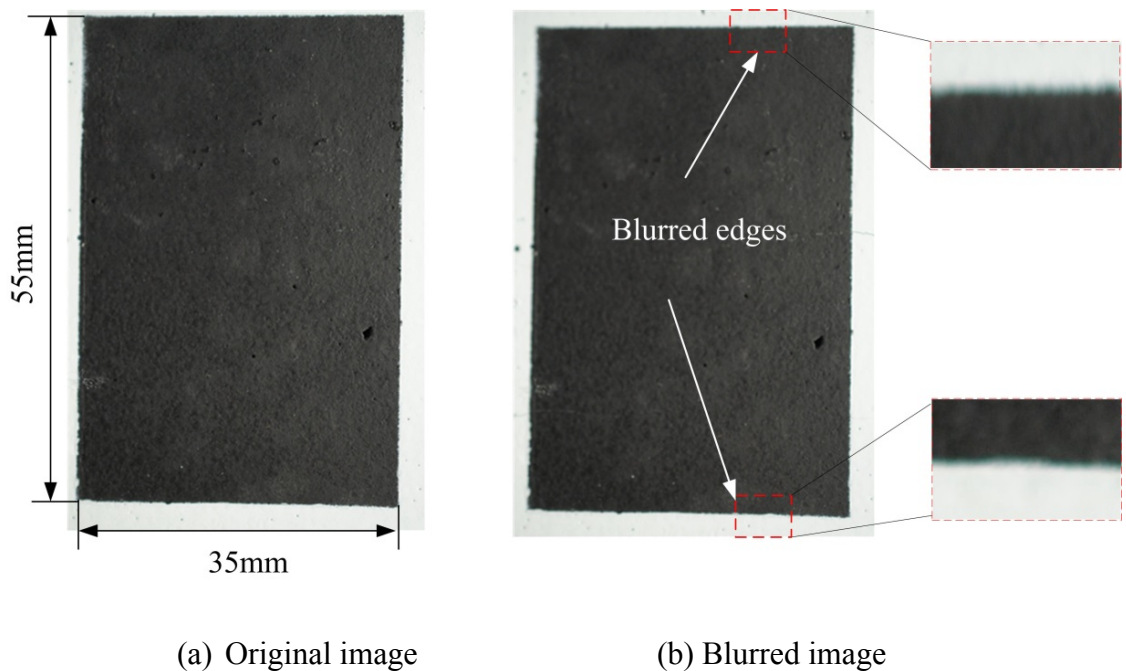 55mm
35mm
Blurred edges
(a) Original image
(b) Blurred image